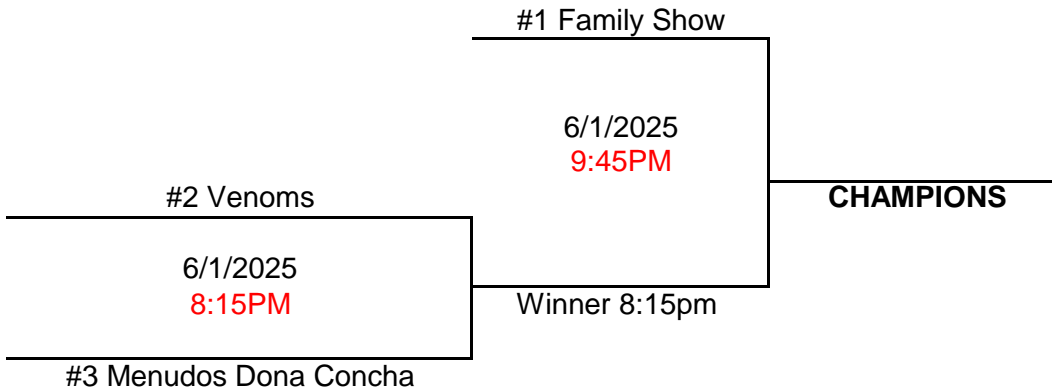 #1 Family Show
6/1/2025
9:45PM
#2 Venoms
CHAMPIONS
6/1/2025
8:15PM
Winner 8:15pm
#3 Menudos Dona Concha